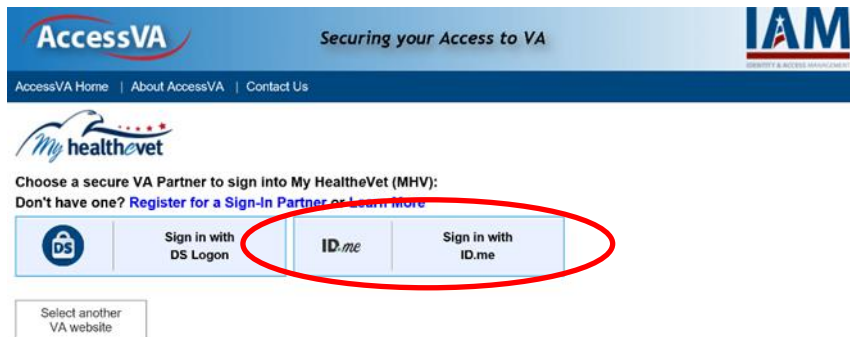 AccessVA
Securing your Access to VA
IAM
IDENTITY & ACCESS MANAGEMENT
AccessVA Home | About AccessVA | Contact Us
My healthevet
Choose a secure VA Partner to sign into My HealtheVet (MHV):
Don't have one? Register for a Sign-In Partner or Learn More
DS
Sign in with
DS Logon
ID.me
Sign in with
ID.me
Select another
VA website